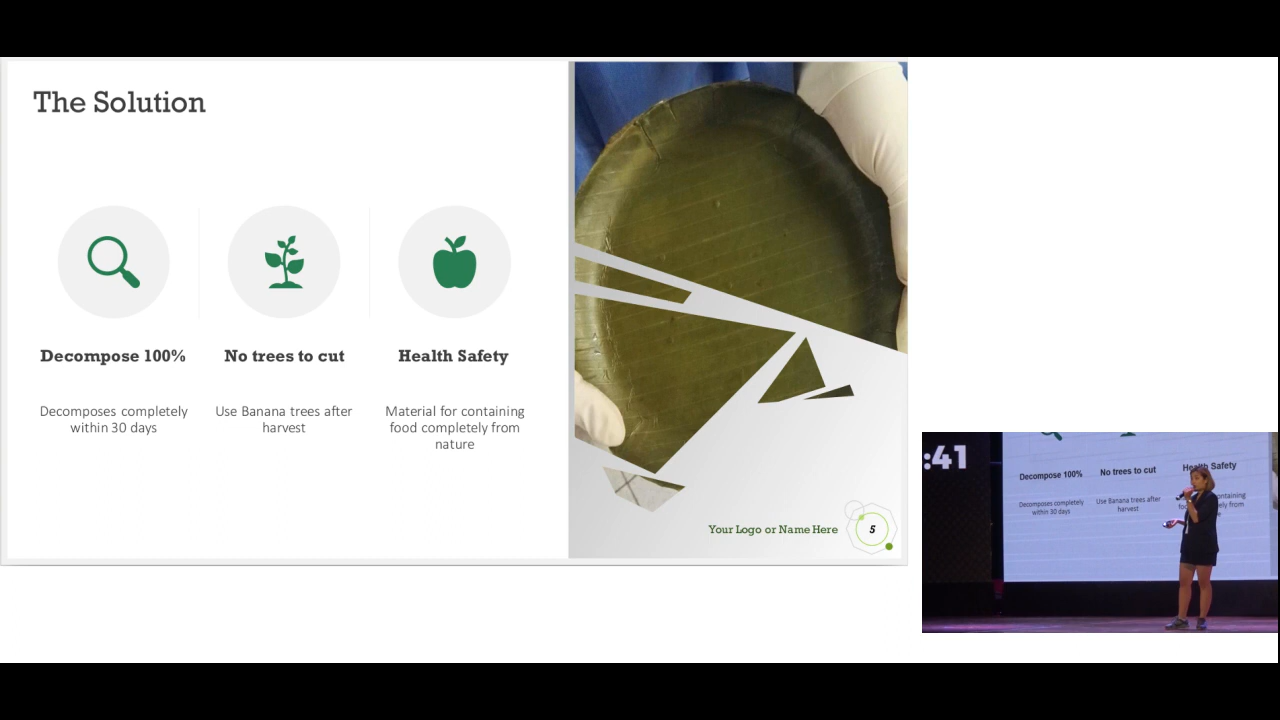 The Solution
Decompose 100%
No trees to cut
Health Safety
Decomposes completely
within 30 days
Use Banana trees after
harvest
Material for containing
food completely from
nature
Your Logo or Name Here
5
:41
Decompose 100%
No trees to cut
Health Safety
Decomposes completely
within 30 days
Use Banana trees after
harvest